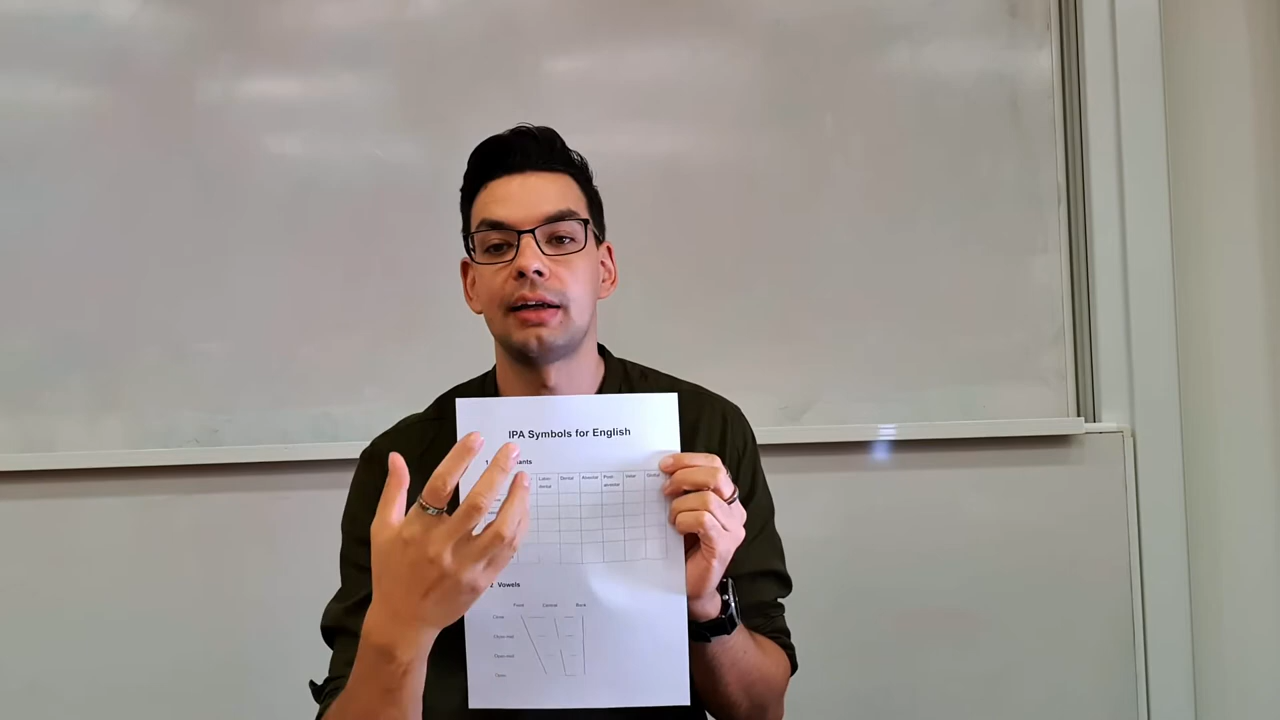 IPA Symbols for English
1
Labio-
dental
Dental
Alveolar
Post-
alveolar
Velar
Glottal
2 Vowels
Front Central Back
Close
Close-mid
Open-mid
Open